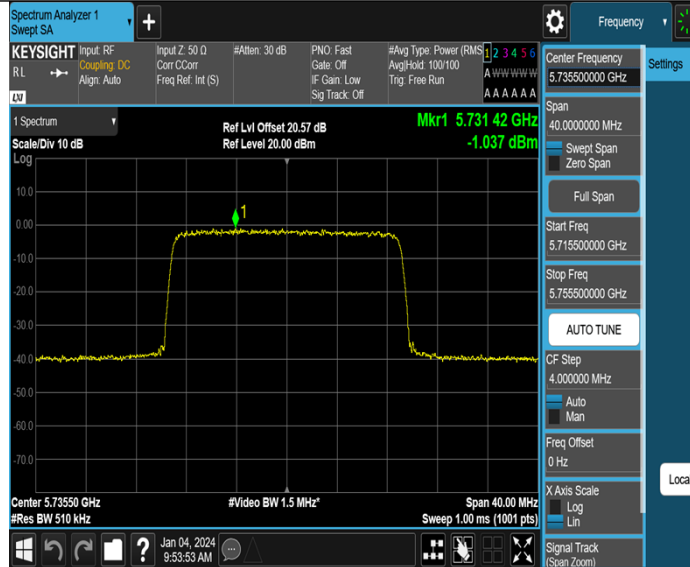 Spectrum Analyzer 1
Swept SA
+
Frequency
KEYSIGHT
RL
LXI
Input: RF
Coupling: DC
Align: Auto
Input Z: 50 Ω
Corr CCorr
Freq Ref: Int (S)
#Atten: 30 dB
PNO: Fast
Gate: Off
IF Gain: Low
Sig Track: Off
#Avg Type: Power (RMS
Avg|Hold: 100/100
Trig: Free Run
1 2 3 4 5 6
A W W W W W
A A A A A A
1 Spectrum
Scale/Div 10 dB
Log
Ref Lvl Offset 20.57 dB
Ref Level 20.00 dBm
Mkr1 5.731 42 GHz
-1.037 dBm
10.0
0.00
-10.0
-20.0
-30.0
-40.0
-50.0
-60.0
-70.0
1
Center 5.73550 GHz
#Res BW 510 kHz
#Video BW 1.5 MHz*
Span 40.00 MHz
Sweep 1.00 ms (1001 pts)
Center Frequency
5.735500000 GHz
Span
40.0000000 MHz
Swept Span
Zero Span
Full Span
Start Freq
5.715500000 GHz
Stop Freq
5.755500000 GHz
AUTO TUNE
CF Step
4.000000 MHz
Auto
Man
Freq Offset
0 Hz
X Axis Scale
Log
Lin
Signal Track
(Span Zoom)
Settings
Loca
?
Jan 04, 2024
9:53:53 AM